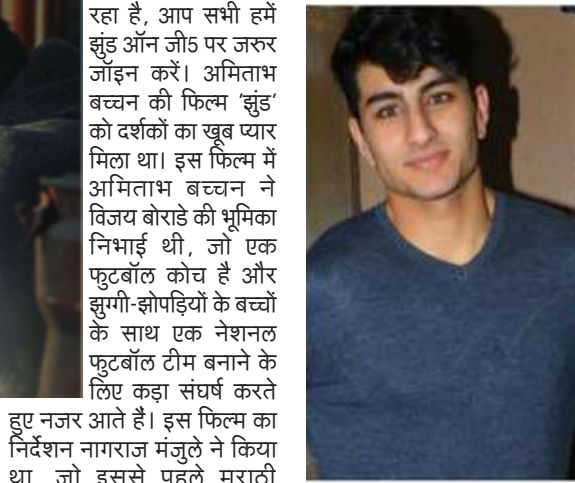 रहा है, आप सभी हमें
झुंड ऑन जी5 पर जरुर
जॉइन करें। अमिताभ
बच्चन की फिल्म 'झुंड'
को दर्शकों का खूब प्यार
मिला था। इस फिल्म में
अमिताभ बच्चन ने
विजय बोराडे की भूमिका
निभाई थी, जो एक
फुटबॉल कोच है और
झुग्गी-झोपड़ियों के बच्चों
के साथ एक नेशनल
फुटबॉल टीम बनाने के
लिए कड़ा संघर्ष करते
हुए नजर आते हैं। इस फिल्म का
निर्देशन नागराज मंजुले ने किया
था, जो इससे पहले मराठी